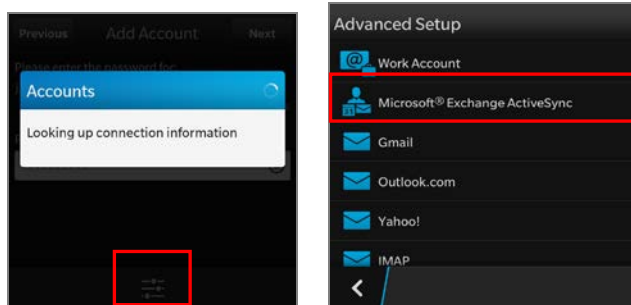 Previous Add Account Next
Please enter the password for:
Accounts
Looking up connection information
Advanced Setup
Work Account
Microsoft® Exchange ActiveSync
Gmail
Outlook.com
Yahoo!
IMAP